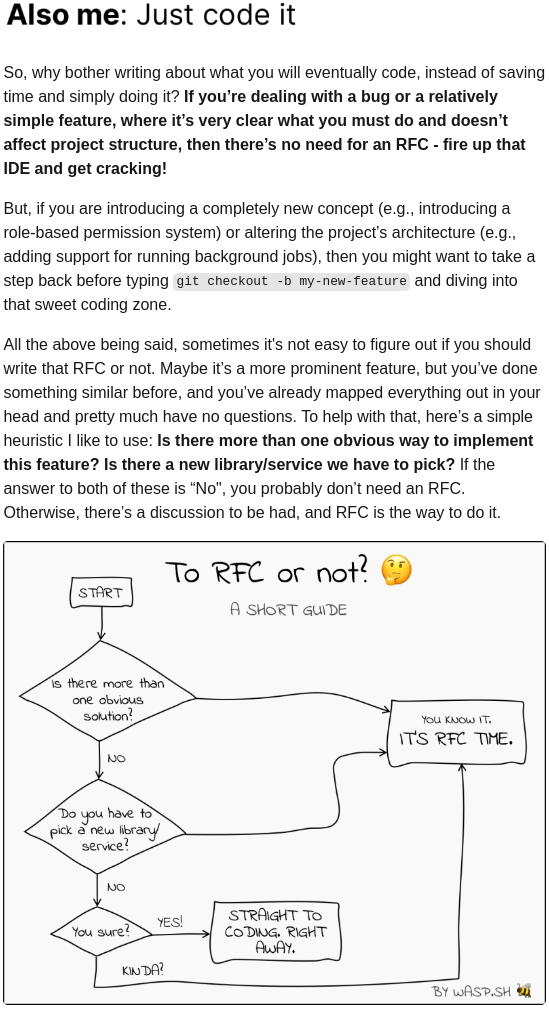 Also me: Just code it
So, why bother writing about what you will eventually code, instead of saving
time and simply doing it? If you’re dealing with a bug or a relatively
simple feature, where it’s very clear what you must do and doesn’t
affect project structure, then there’s no need for an RFC - fire up that
IDE and get cracking!
But, if you are introducing a completely new concept (e.g., introducing a
role-based permission system) or altering the project’s architecture (e.g.,
adding support for running background jobs), then you might want to take a
step back before typing git checkout -b my-new-feature and diving into
that sweet coding zone.
All the above being said, sometimes it's not easy to figure out if you should
write that RFC or not. Maybe it’s a more prominent feature, but you’ve done
something similar before, and you’ve already mapped everything out in your
head and pretty much have no questions. To help with that, here’s a simple
heuristic I like to use: Is there more than one obvious way to implement
this feature? Is there a new library/service we have to pick? If the
answer to both of these is “No", you probably don’t need an RFC.
Otherwise, there’s a discussion to be had, and RFC is the way to do it.
To RFC or not? 🤔
A SHORT GUIDE
START
Is there more than
one obvious
solution?
YOU KNOW IT.
IT'S RFC TIME.
NO
Do you have to
pick a new library/
service?
NO
You sure?
YES!
STRAIGHT TO
CODING. RIGHT
AWAY.
KINDA?
BY WASP.SH 🐝